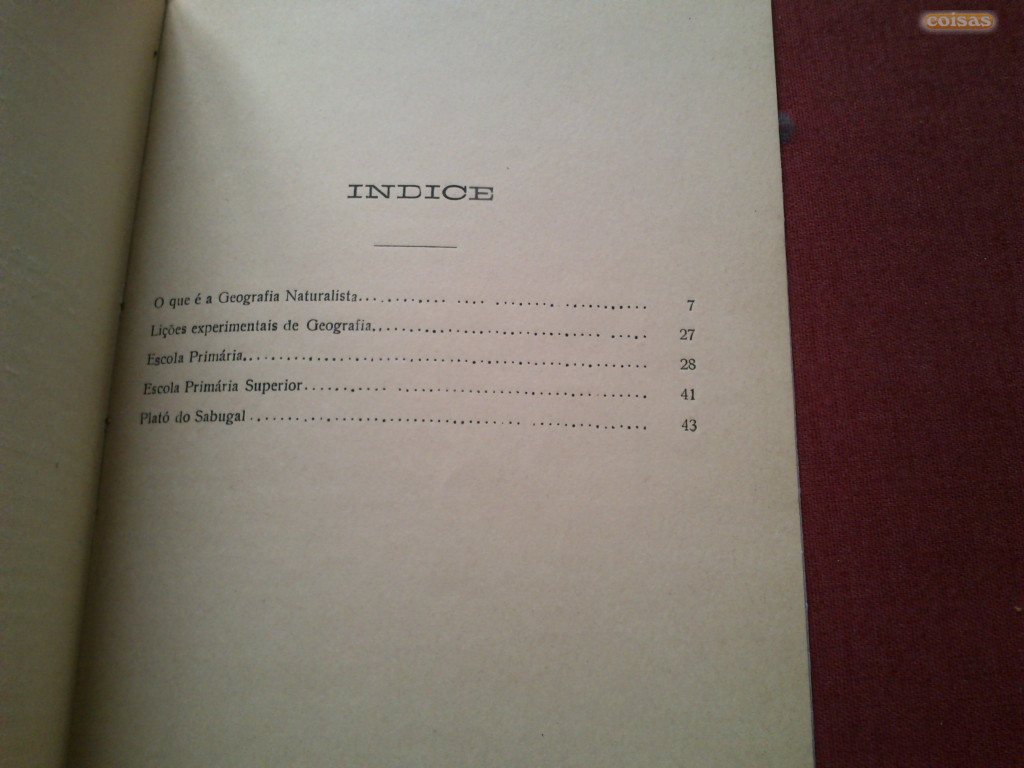 coisas
INDICE
O que é a Geografia Naturalista.......... .... ....... .......... 7
Lições experimentais de Geografia........................ .... 27
Escola Primária............................................. 28
Escola Primária Superior......... ............................ 41
Platô do Sabugal ............................. ............. 43